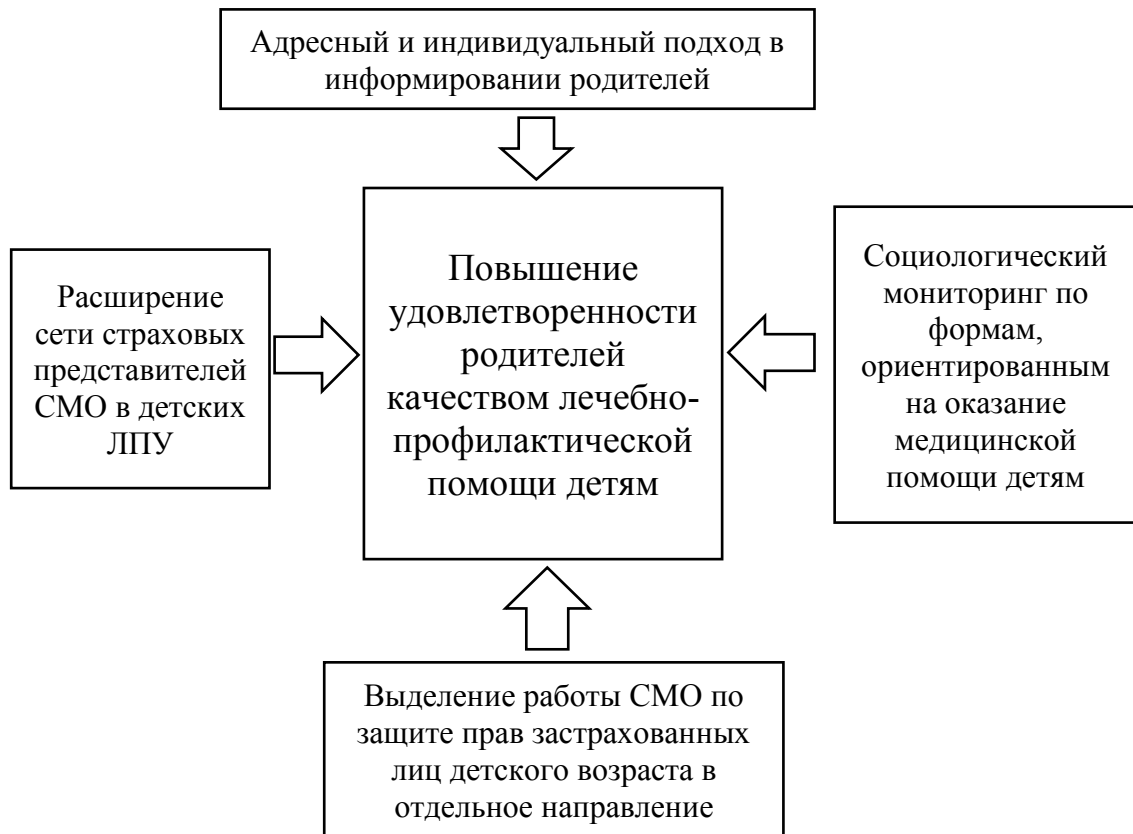 Адресный и индивидуальный подход в
информировании родителей
Расширение
сети страховых
представителей
СМО в детских
ЛПУ
Повышение
удовлетворенности
родителей
качеством лечебно-
профилактической
помощи детям
Социологический
мониторинг по
формам,
ориентированным
на оказание
медицинской
помощи детям
Выделение работы СМО по
защите прав застрахованных
лиц детского возраста в
отдельное направление